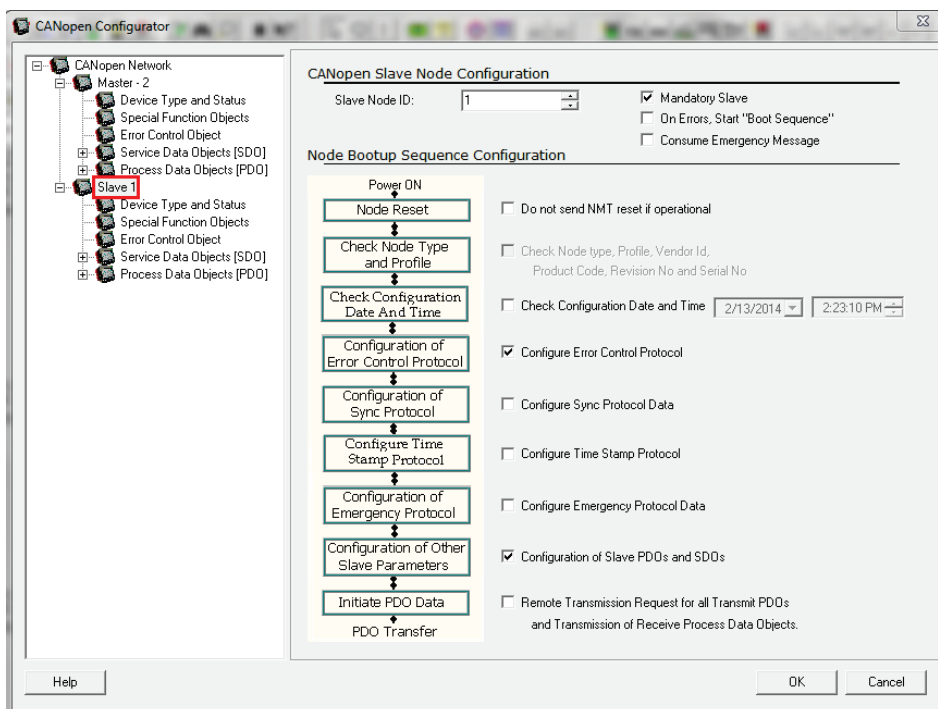 CANopen Configurator
CANopen Network
Master - 2
Device Type and Status
Special Function Objects
Error Control Object
Service Data Objects [SDO]
Process Data Objects [PDO]
Slave 1
Device Type and Status
Special Function Objects
Error Control Object
Service Data Objects [SDO]
Process Data Objects [PDO]
CANopen Slave Node Configuration
Slave Node ID:
1
Mandatory Slave
On Errors, Start "Boot Sequence"
Consume Emergency Message
Node Bootup Sequence Configuration
Power ON
Node Reset
Do not send NMT reset if operational
Check Node Type
and Profile
Check Node type, Profile, Vendor Id,
Product Code, Revision No and Serial No
Check Configuration
Date And Time
Check Configuration Date and Time
2/13/2014
2:23:10 PM
Configuration of
Error Control Protocol
Configure Error Control Protocol
Configuration of
Sync Protocol
Configure Sync Protocol Data
Configure Time
Stamp Protocol
Configure Time Stamp Protocol
Configuration of
Emergency Protocol
Configure Emergency Protocol Data
Configuration of Other
Slave Parameters
Configuration of Slave PDOs and SDOs
Initiate PDO Data
Remote Transmission Request for all Transmit PDOs
and Transmission of Receive Process Data Objects.
PDO Transfer
Help
OK
Cancel